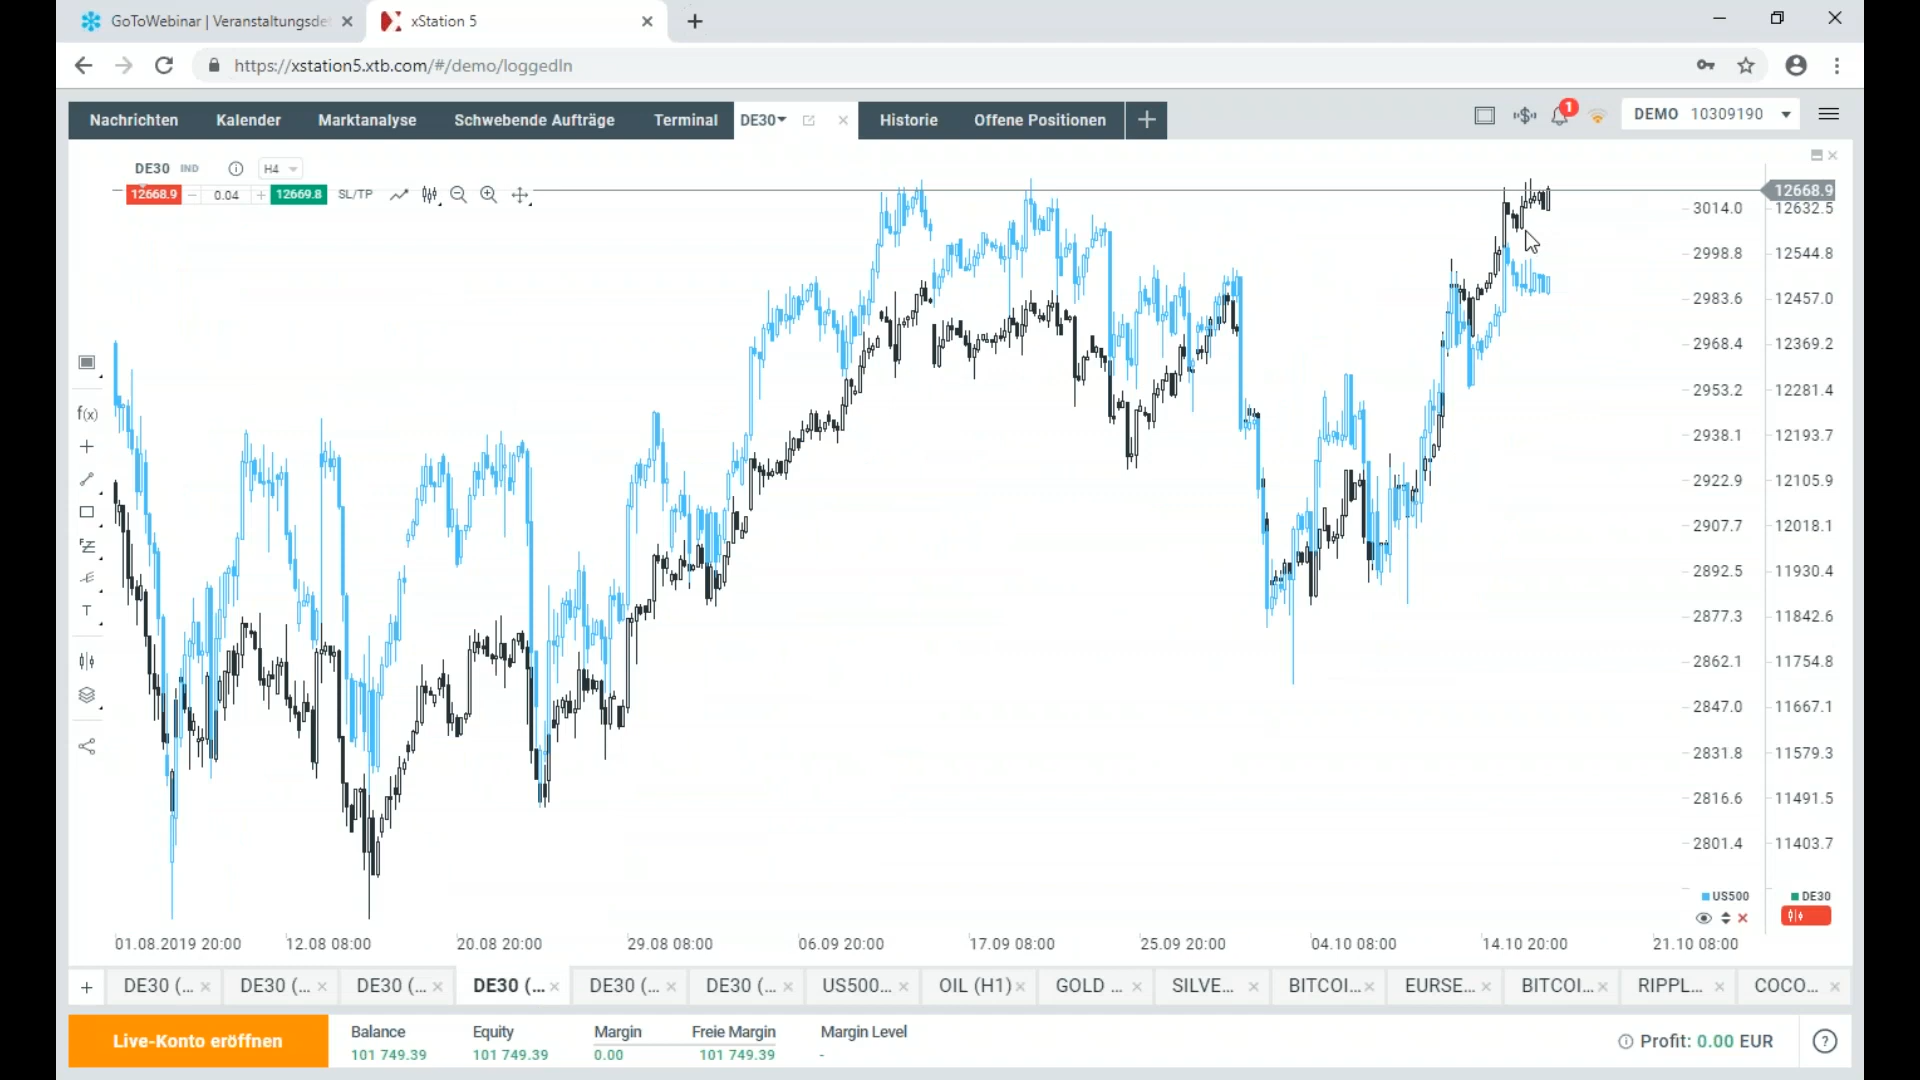 GoToWebinar | Veranstaltungsde
xStation 5
https://xstation5.xtb.com/#/demo/loggedIn
Nachrichten Kalender Marktanalyse Schwebende Aufträge Terminal DE30 Historie Offene Positionen
1
DEMO 10309190
DE30 IND H4
12668.9 0.04 12669.8 SL/TP
12668.9
3014.0 12632.5
2998.8 12544.8
2983.6 12457.0
2968.4 12369.2
2953.2 12281.4
2938.1 12193.7
2922.9 12105.9
2907.7 12018.1
2892.5 11930.4
2877.3 11842.6
2862.1 11754.8
2847.0 11667.1
2831.8 11579.3
2816.6 11491.5
2801.4 11403.7
f(x)
T
US500 DE30
01.08.2019 20:00 12.08 08:00 20.08 20:00 29.08 08:00 06.09 20:00 17.09 08:00 25.09 20:00 04.10 08:00 14.10 20:00 21.10 08:00
DE30 (... DE30 (... DE30 (... DE30 (... DE30 (... DE30 (... US500... OIL (H1) GOLD ... SILVE... BITCOI... EURSE... BITCOI... RIPPL... COCO...
Live-Konto eröffnen
Balance Equity Margin Freie Margin Margin Level
101 749.39 101 749.39 0.00 101 749.39 -
Profit: 0.00 EUR
?